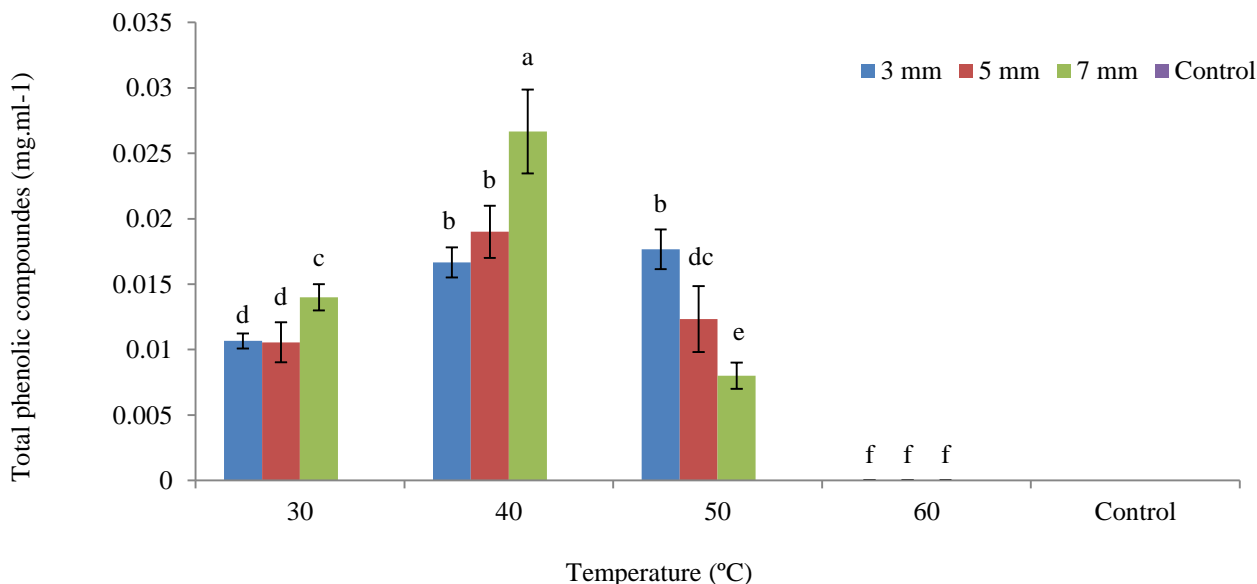 0.035
0.03
0.025
0.02
0.015
0.01
0.005
0
Total phenolic compoundes (mg.ml-1)
3 mm 5 mm 7 mm Control
d d c
b b a
b dc e
f f f
30 40 50 60 Control
Temperature (ºC)